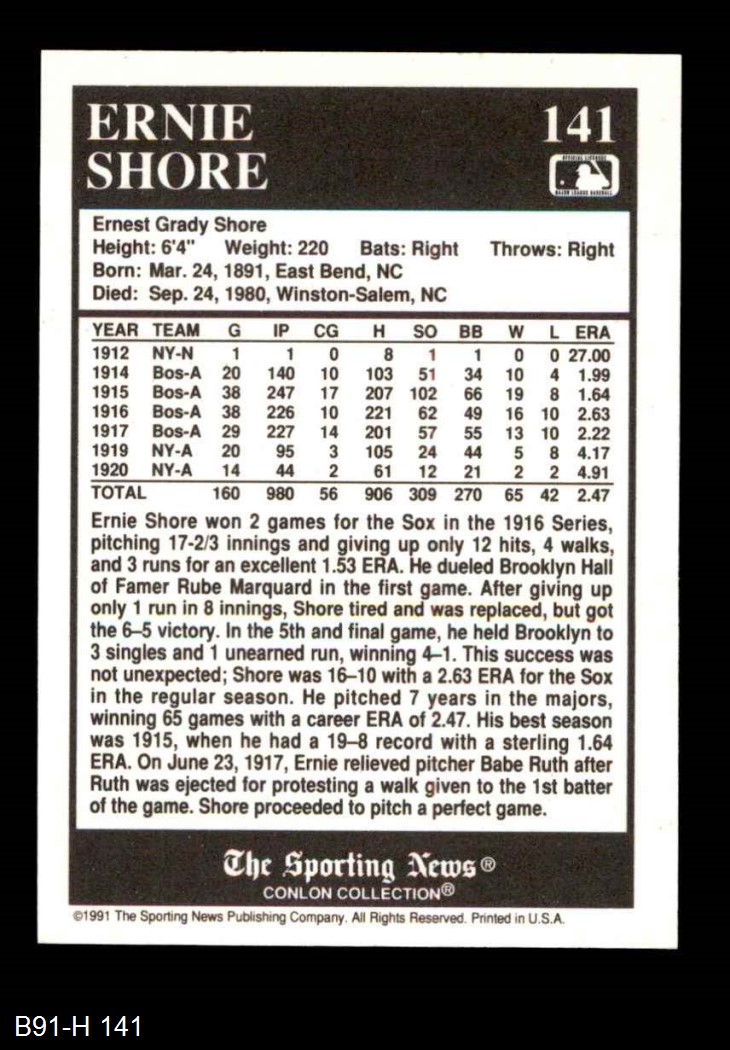 ERNIE 141
SHORE
OFFICIAL LICENSEE
MAJOR LEAGUE BASEBALL
Ernest Grady Shore
Height: 6'4" Weight: 220 Bats: Right Throws: Right
Born: Mar. 24, 1891, East Bend, NC
Died: Sep. 24, 1980, Winston-Salem, NC
YEAR TEAM G IP CG H SO BB W L ERA
1912 NY-N 1 1 0 8 1 1 0 0 27.00
1914 Bos-A 20 140 10 103 51 34 10 4 1.99
1915 Bos-A 38 247 17 207 102 66 19 8 1.64
1916 Bos-A 38 226 10 221 62 49 16 10 2.63
1917 Bos-A 29 227 14 201 57 55 13 10 2.22
1919 NY-A 20 95 3 105 24 44 5 8 4.17
1920 NY-A 14 44 2 61 12 21 2 2 4.91
TOTAL 160 980 56 906 309 270 65 42 2.47
Ernie Shore won 2 games for the Sox in the 1916 Series,
pitching 17-2/3 innings and giving up only 12 hits, 4 walks,
and 3 runs for an excellent 1.53 ERA. He dueled Brooklyn Hall
of Famer Rube Marquard in the first game. After giving up
only 1 run in 8 innings, Shore tired and was replaced, but got
the 6–5 victory. In the 5th and final game, he held Brooklyn to
3 singles and 1 unearned run, winning 4–1. This success was
not unexpected; Shore was 16–10 with a 2.63 ERA for the Sox
in the regular season. He pitched 7 years in the majors,
winning 65 games with a career ERA of 2.47. His best season
was 1915, when he had a 19–8 record with a sterling 1.64
ERA. On June 23, 1917, Ernie relieved pitcher Babe Ruth after
Ruth was ejected for protesting a walk given to the 1st batter
of the game. Shore proceeded to pitch a perfect game.
The Sporting News®
CONLON COLLECTION®
©1991 The Sporting News Publishing Company. All Rights Reserved. Printed in U.S.A.
B91-H 141